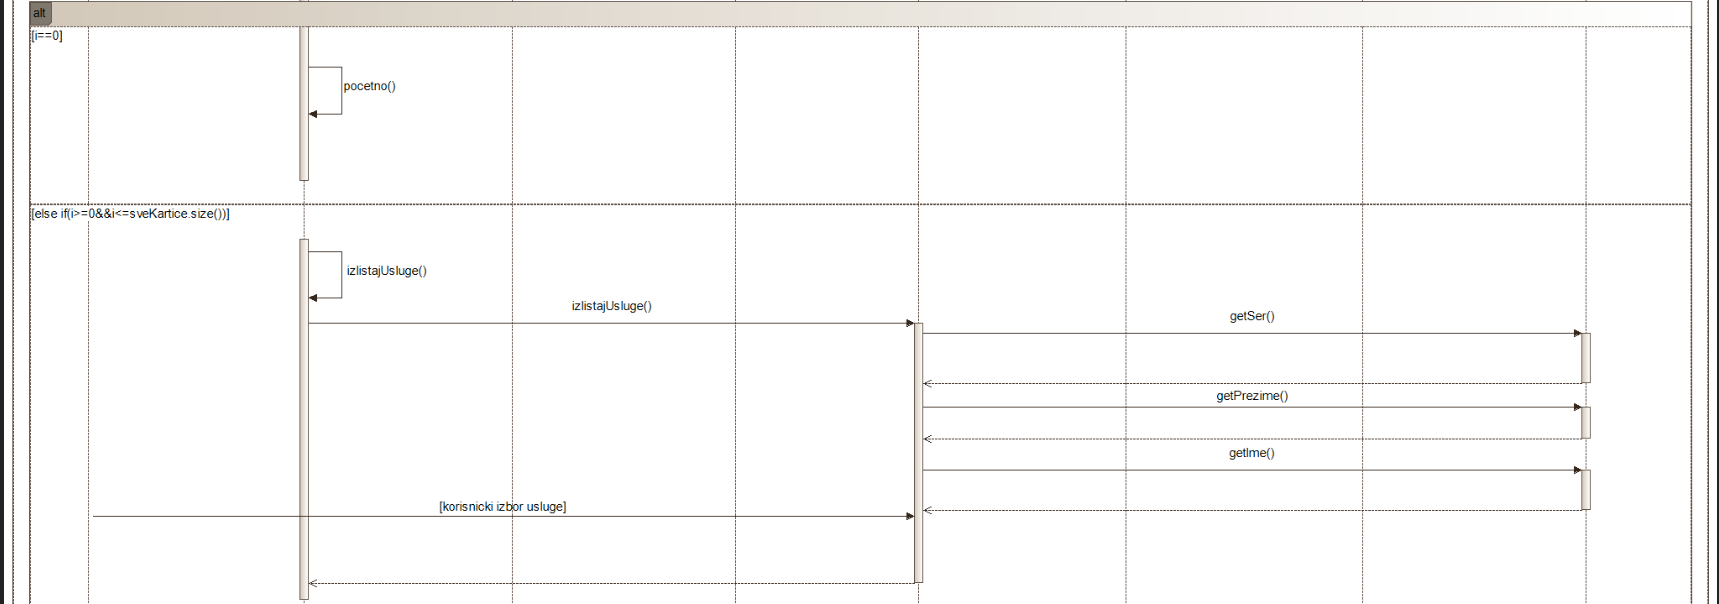 alt
[i==0]
pocetno()
[else if(i>=0&&i<=sveKartice.size())]
izlistajUsluge()
izlistajUsluge()
getSer()
getPrezime()
getIme()
[korisnicki izbor usluge]